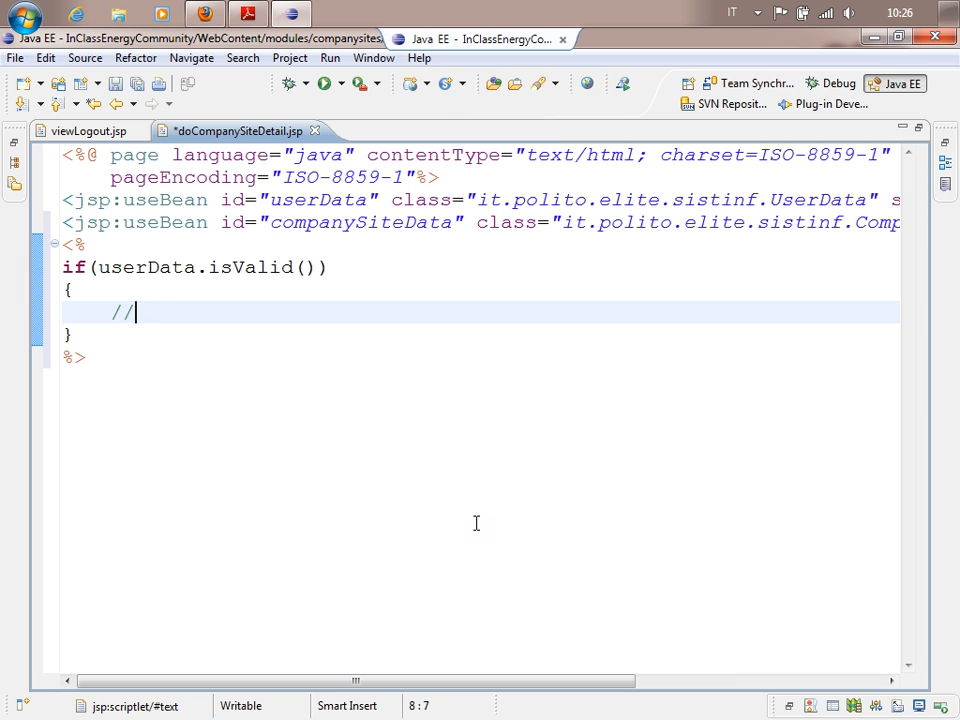 IT
10:26
Java EE - InClassEnergyCommunity/WebContent/modules/companysites
Java EE - InClassEnergyCo...
File Edit Source Refactor Navigate Search Project Run Window Help
Team Synchr...
Debug
Java EE
SVN Reposit...
Plug-in Deve...
viewLogout.jsp
*doCompanySiteDetail.jsp
<%@ page language="java" contentType="text/html; charset=ISO-8859-1"
pageEncoding="ISO-8859-1"%>
<jsp:useBean id="userData" class="it.polito.elite.sistinf.UserData" s
<jsp:useBean id="companySiteData" class="it.polito.elite.sistinf.Comp
<%
if(userData.isValid())
{
//
}
%>
jsp:scriptlet/#text
Writable
Smart Insert
8 : 7